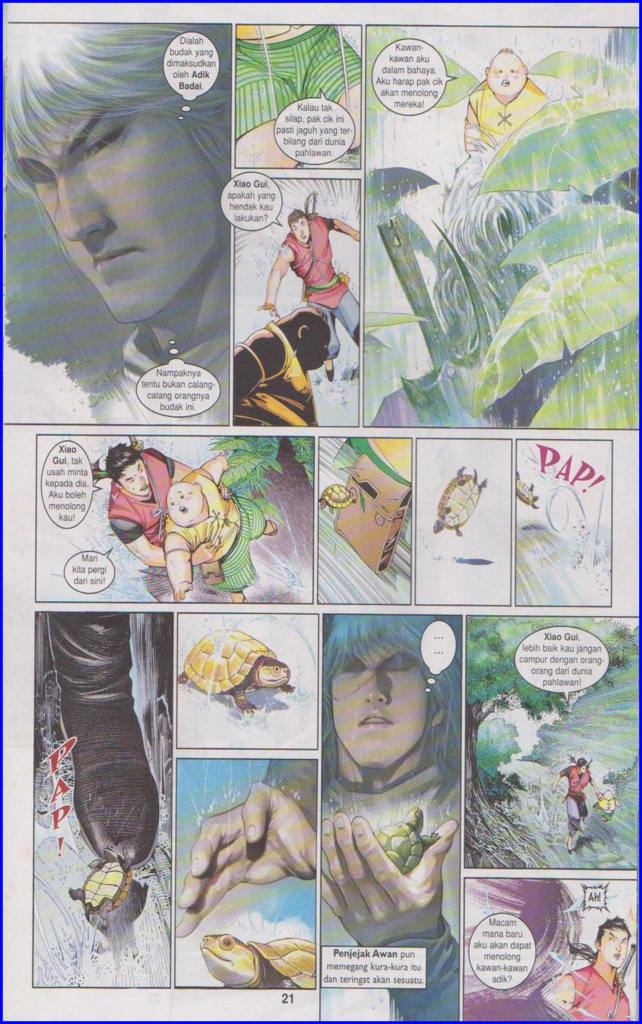 Dialah
budak yang
dimaksudkan
oleh Adik
Badai.
Nampaknya
tentu bukan calang-
calang orangnya
budak ini.
Kalau tak
silap, pak cik ini
pasti jaguh yang ter-
bilang dari dunia
pahlawan.
Xiao Gui,
apakah yang
hendak kau
lakukan?
Kawan-
kawan aku
dalam bahaya.
Aku harap pak cik
akan menolong
mereka!
Xiao
Gui, tak
usah minta
kepada dia.
Aku boleh
menolong
kau!
Mari
kita pergi
dari sini!
PAP!
PAP!
...
...
Penjejak Awan pun
memegang kura-kura itu
dan teringat akan sesuatu.
Xiao Gui,
lebih baik kau jangan
campur dengan orang-
orang dari dunia
pahlawan!
Ah!
Macam
mana baru
aku akan dapat
menolong
kawan-kawan
adik?
21